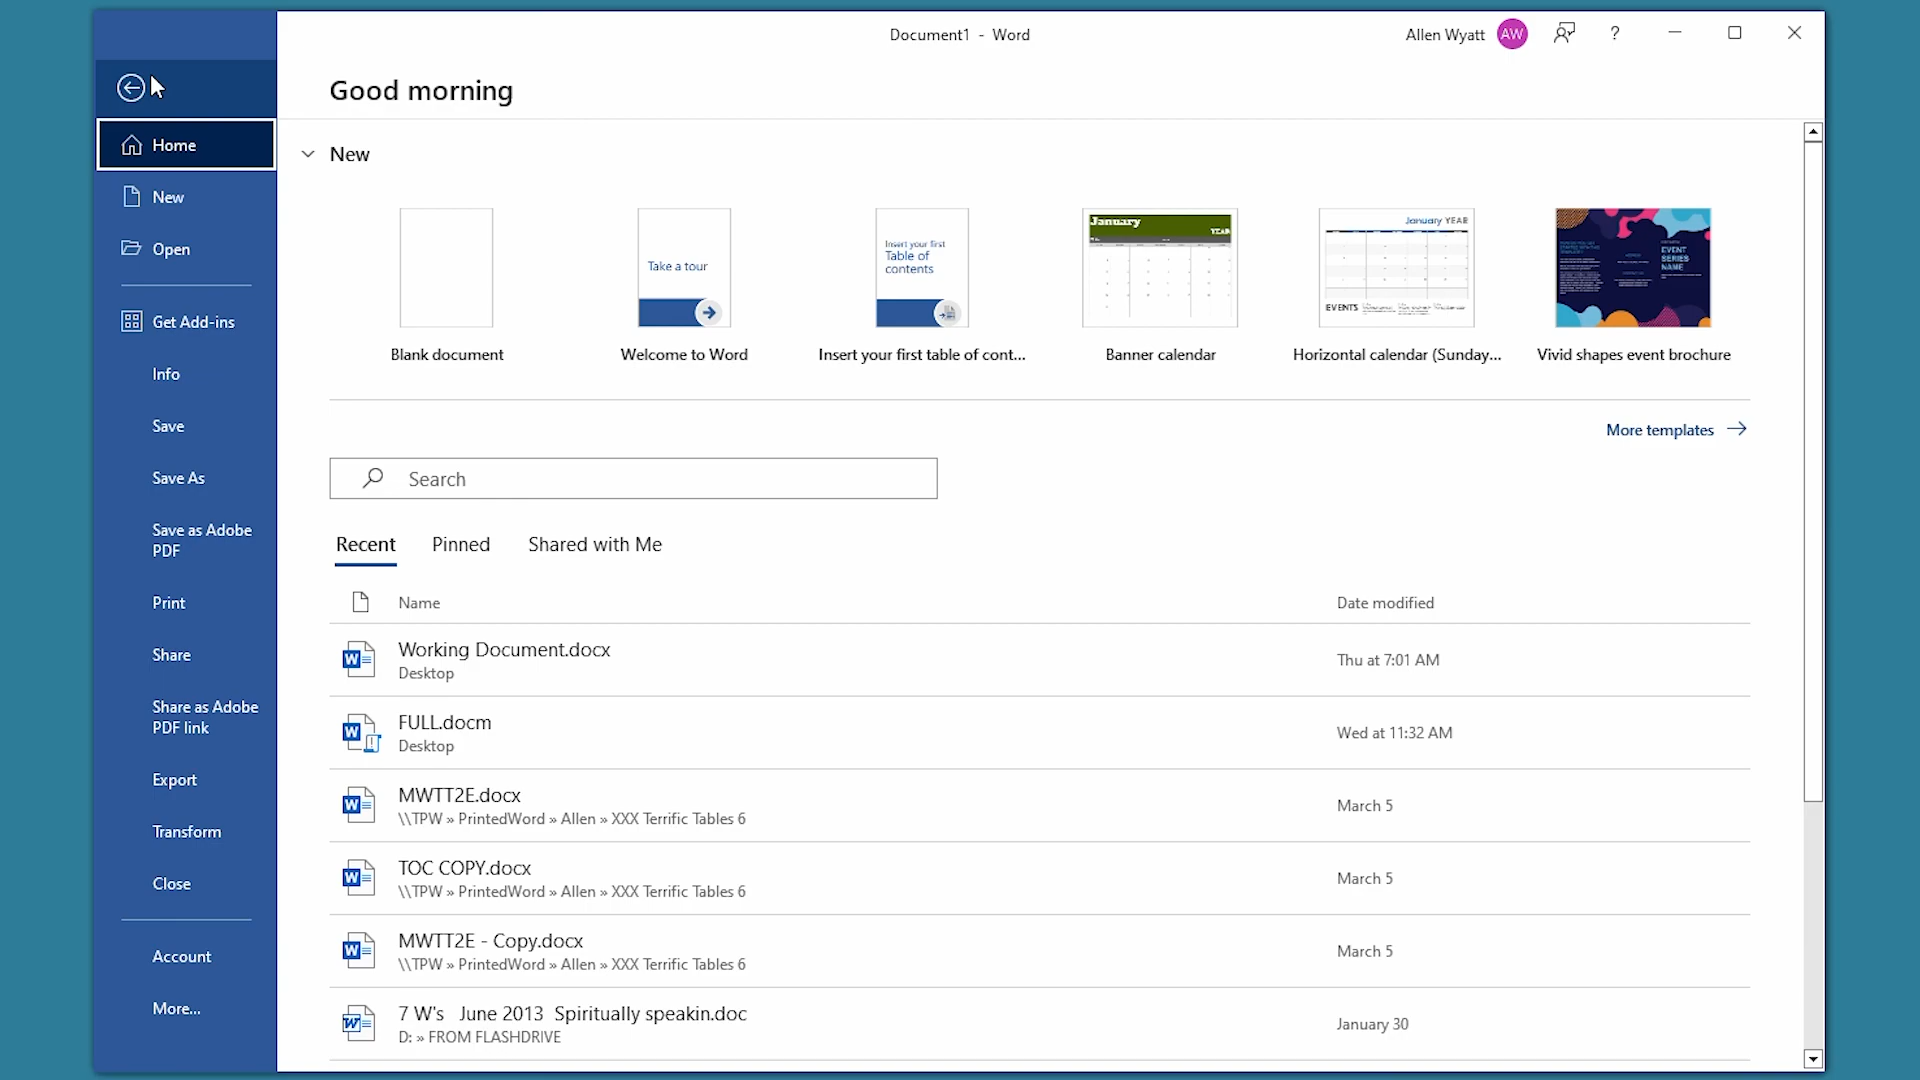 Document1 - Word
Allen Wyatt AW ?
Good morning
Home
New
Open
Get Add-ins
Info
Save
Save As
Save as Adobe
PDF
Print
Share
Share as Adobe
PDF link
Export
Transform
Close
Account
More...
New
Take a tour
Insert your first
Table of
contents
January
YEAR
January YEAR
EVENTS
EVENT
SERIES
NAME
Blank document
Welcome to Word
Insert your first table of cont...
Banner calendar
Horizontal calendar (Sunday...
Vivid shapes event brochure
More templates
Search
Recent Pinned Shared with Me
Name Date modified
Working Document.docx
Desktop
Thu at 7:01 AM
FULL.docm
Desktop
Wed at 11:32 AM
MWTT2E.docx
\\TPW » PrintedWord » Allen » XXX Terrific Tables 6
March 5
TOC COPY.docx
\\TPW » PrintedWord » Allen » XXX Terrific Tables 6
March 5
MWTT2E - Copy.docx
\\TPW » PrintedWord » Allen » XXX Terrific Tables 6
March 5
7 W's   June 2013  Spiritually speakin.doc
D: » FROM FLASHDRIVE
January 30